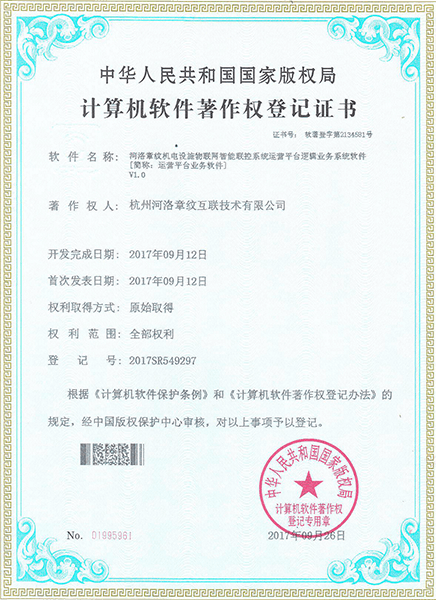 中华人民共和国国家版权局
计算机软件著作权登记证书
证书号： 软著登字第2134581号
软件名称： 河洛章纹机电设施物联网智能联控系统运营平台逻辑业务系统软件
[简称：运营平台业务软件]
V1.0
著作权人： 杭州河洛章纹互联技术有限公司
开发完成日期： 2017年09月12日
首次发表日期： 2017年09月12日
权利取得方式： 原始取得
权利范围： 全部权利
登记号： 2017SR549297
根据《计算机软件保护条例》和《计算机软件著作权登记办法》的
规定，经中国版权保护中心审核，对以上事项予以登记。
中华人民共和国国家版权局
计算机软件著作权
登记专用章
No. 01995981
2017年09月26日